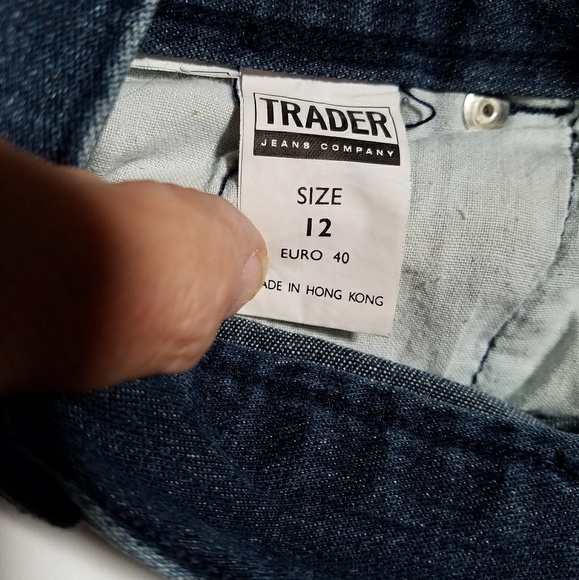 TRADER
JEANS COMPANY
SIZE
12
EURO 40
ADE IN HONG KONG